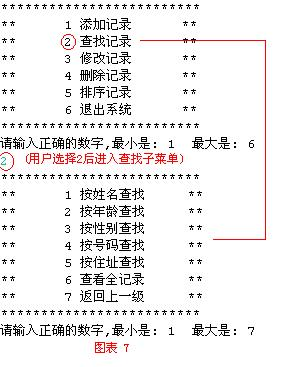 **************************
**      1 添加记录      **
**      2 查找记录      **
**      3 修改记录      **
**      4 删除记录      **
**      5 排序记录      **
**      6 退出系统      **
**************************
请输入正确的数字,最小是: 1  最大是: 6
2 (用户选择2后进入查找子菜单)
**************************
**      1 按姓名查找      **
**      2 按年龄查找      **
**      3 按性别查找      **
**      4 按号码查找      **
**      5 按住址查找      **
**      6 查看全记录      **
**      7 返回上一级      **
**************************
请输入正确的数字,最小是: 1  最大是: 7
图表 7